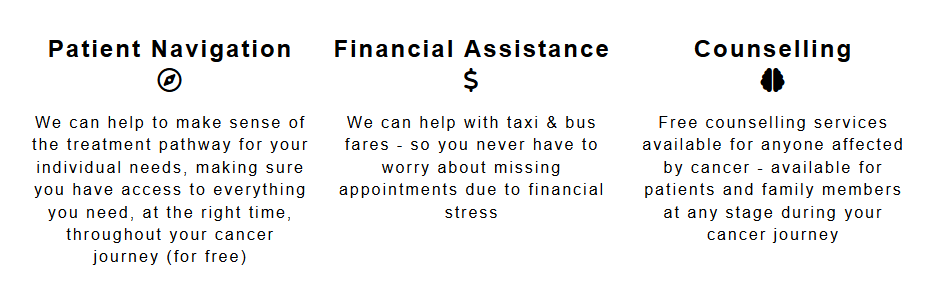 Patient Navigation
We can help to make sense of
the treatment pathway for your
individual needs, making sure
you have access to everything
you need, at the right time,
throughout your cancer
journey (for free)
Financial Assistance
$
We can help with taxi & bus
fares - so you never have to
worry about missing
appointments due to financial
stress
Counselling
Free counselling services
available for anyone affected
by cancer - available for
patients and family members
at any stage during your
cancer journey